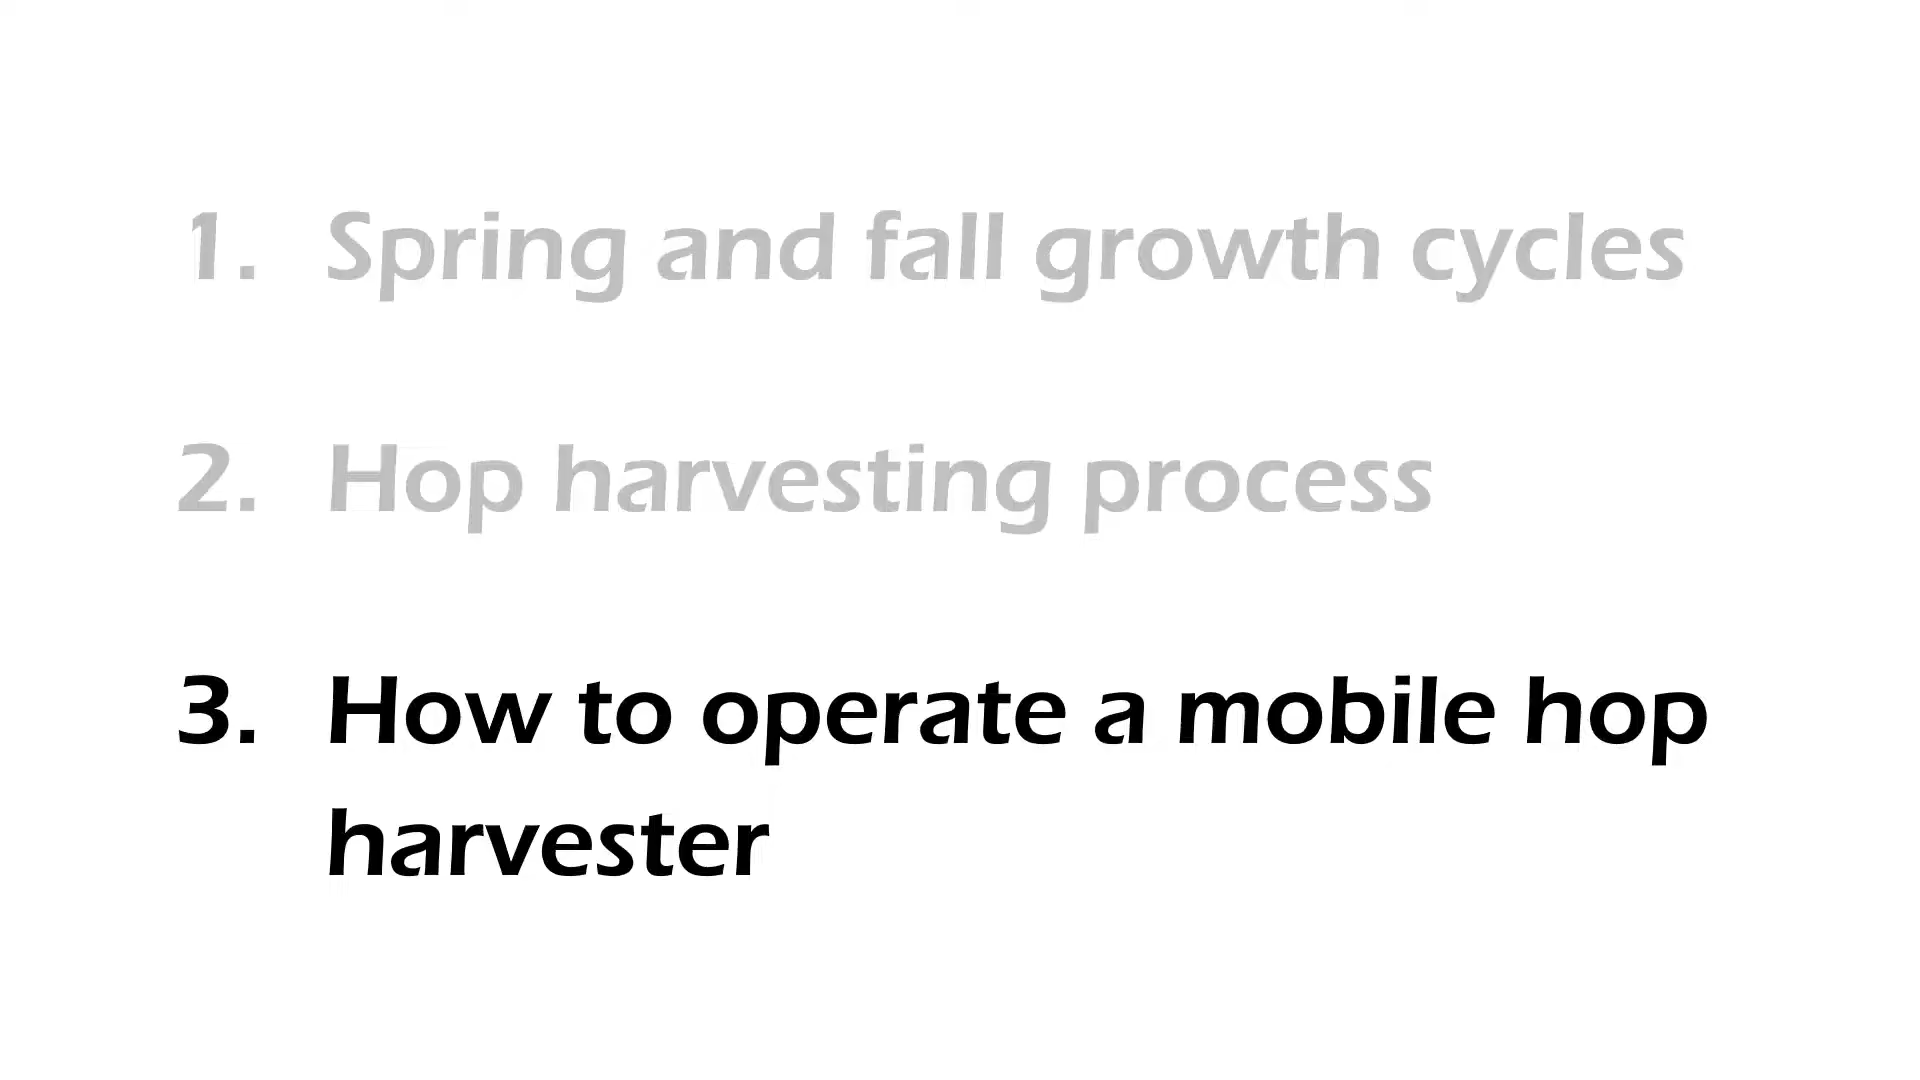 1. Spring and fall growth cycles
2. Hop harvesting process
3. How to operate a mobile hop
harvester